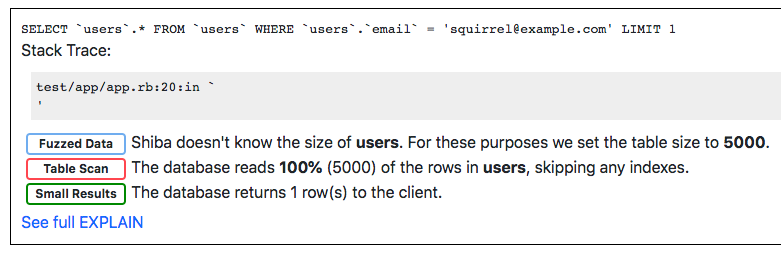 SELECT `users`.* FROM `users` WHERE `users`.`email` = 'squirrel@example.com' LIMIT 1
Stack Trace:
test/app/app.rb:20:in `
'
Fuzzed Data Shiba doesn't know the size of users. For these purposes we set the table size to 5000.
Table Scan The database reads 100% (5000) of the rows in users, skipping any indexes.
Small Results The database returns 1 row(s) to the client.
See full EXPLAIN